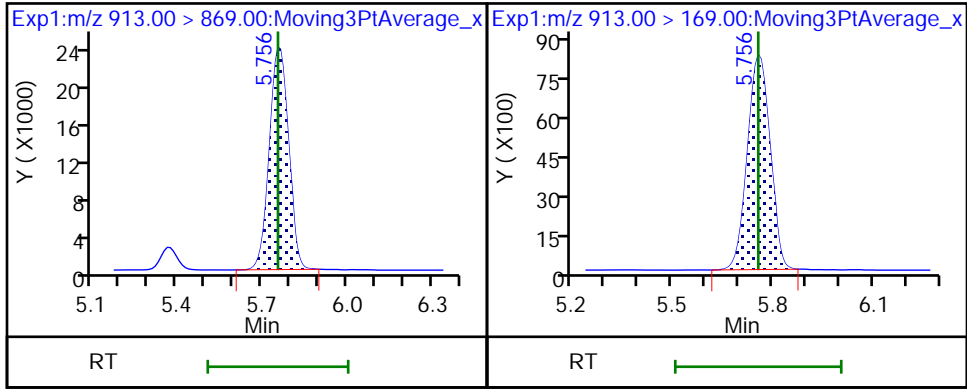 Exp1:m/z 913.00 > 869.00:Moving3PtAverage_x
24
20
16
12
8
4
0
Y ( X1000)
5.756
5.1 5.4 5.7 6.0 6.3
Min
RT
Exp1:m/z 913.00 > 169.00:Moving3PtAverage_x
90
75
60
45
30
15
0
Y ( X100)
5.756
5.2 5.5 5.8 6.1
Min
RT